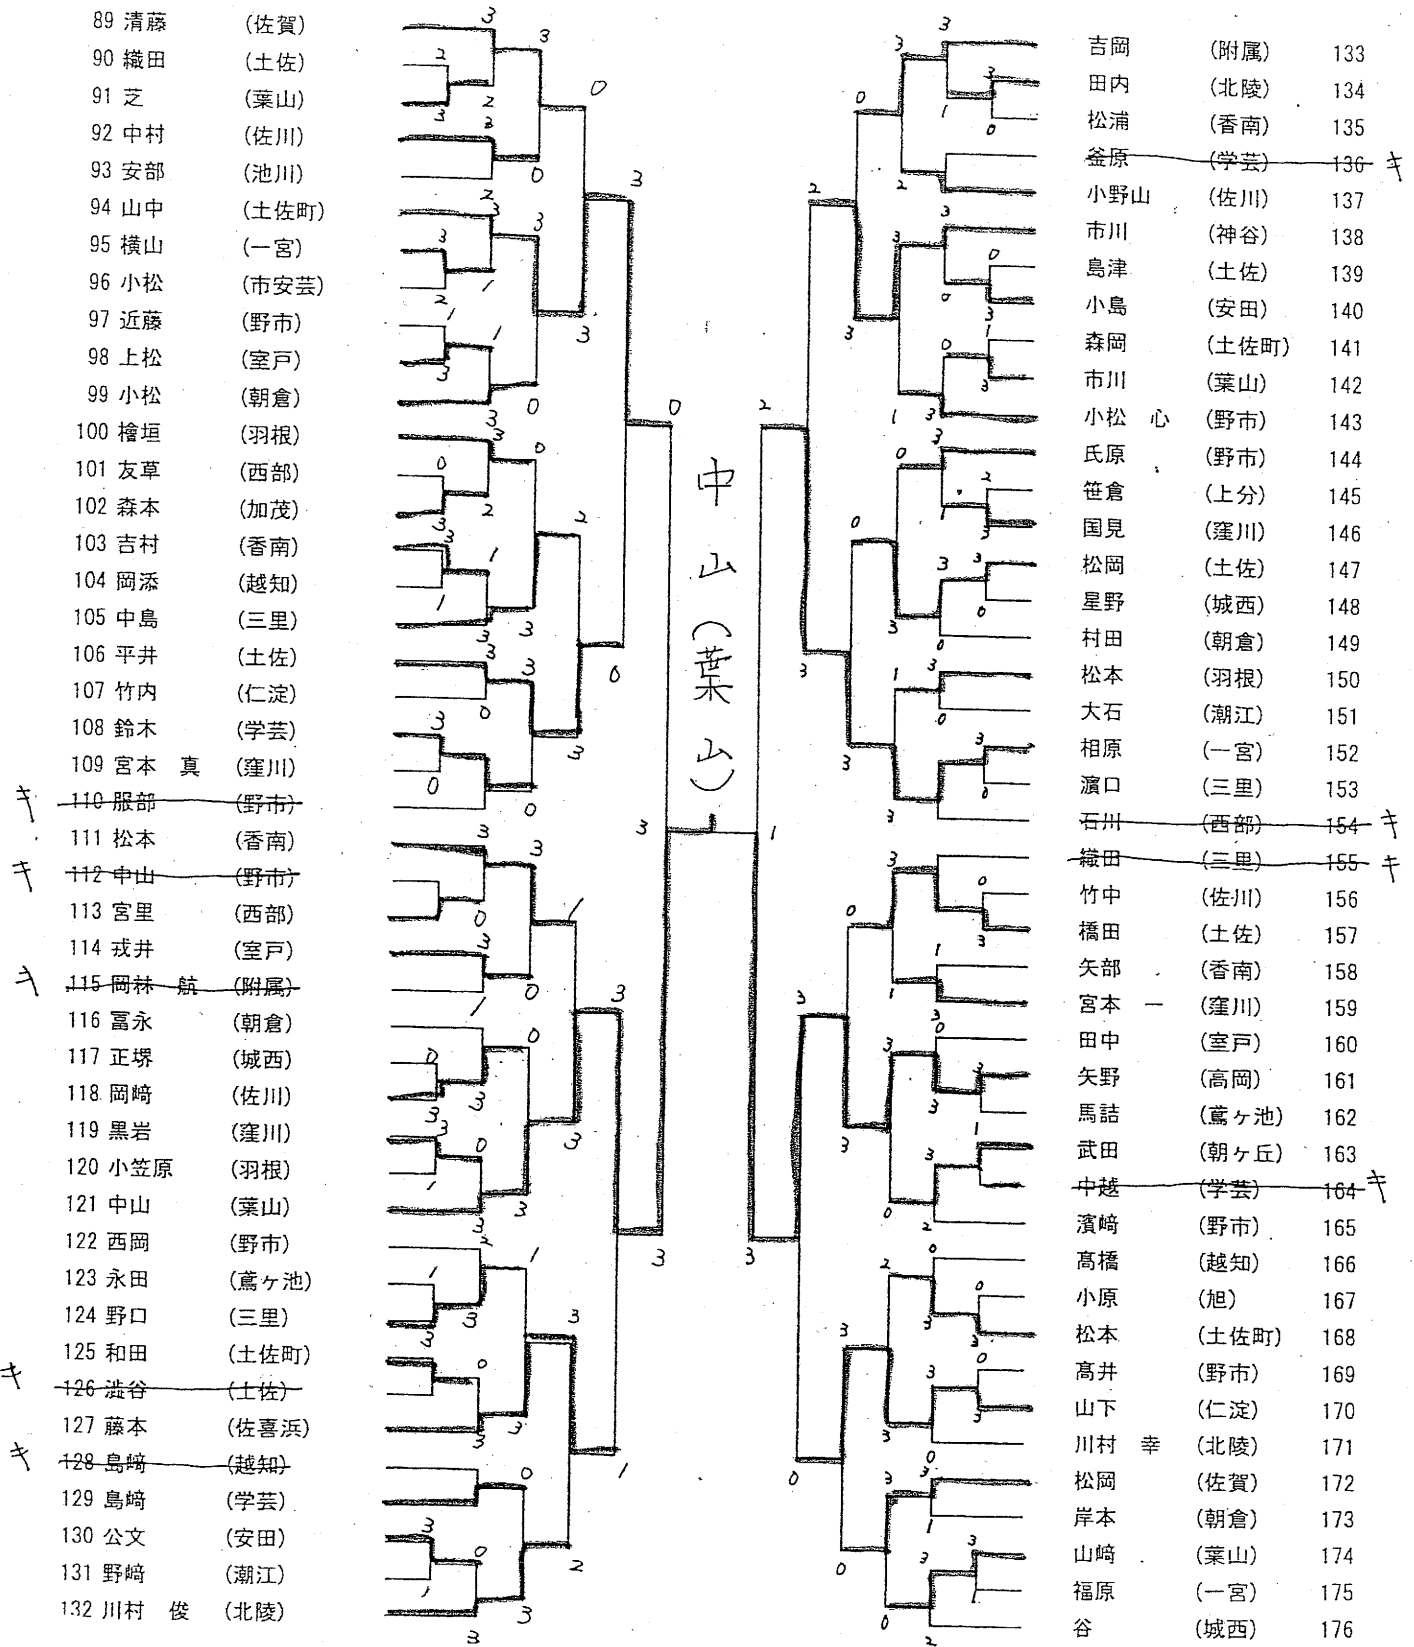 89 清藤 (佐賀)
90 織田 (土佐)
91 芝 (葉山)
92 中村 (佐川)
93 安部 (池川)
94 山中 (土佐町)
95 横山 (一宮)
96 小松 (市安芸)
97 近藤 (野市)
98 上松 (室戸)
99 小松 (朝倉)
100 檜垣 (羽根)
101 友草 (西部)
102 森本 (加茂)
103 吉村 (香南)
104 岡添 (越知)
105 中島 (三里)
106 平井 (土佐)
107 竹内 (仁淀)
108 鈴木 (学芸)
109 宮本 真 (窪川)
キ 110 服部 (野市)
111 松本 (香南)
キ 112 中山 (野市)
113 宮里 (西部)
114 戎井 (室戸)
キ 115 岡林 航 (附属)
116 冨永 (朝倉)
117 正堺 (城西)
118 岡﨑 (佐川)
119 黒岩 (窪川)
120 小笠原 (羽根)
121 中山 (葉山)
122 西岡 (野市)
123 永田 (鳶ヶ池)
124 野口 (三里)
125 和田 (土佐町)
キ 126 澁谷 (土佐)
127 藤本 (佐喜浜)
キ 128 島﨑 (越知)
129 島﨑 (学芸)
130 公文 (安田)
131 野﨑 (潮江)
132 川村 俊 (北陵)
中山(葉山)
吉岡 (附属) 133
田内 (北陵) 134
松浦 (香南) 135
釜原 (学芸) 136 キ
小野山 (佐川) 137
市川 (神谷) 138
島津 (土佐) 139
小島 (安田) 140
森岡 (土佐町) 141
市川 (葉山) 142
小松 心 (野市) 143
氏原 (野市) 144
笹倉 (上分) 145
国見 (窪川) 146
松岡 (土佐) 147
星野 (城西) 148
村田 (朝倉) 149
松本 (羽根) 150
大石 (潮江) 151
相原 (一宮) 152
濵口 (三里) 153
石川 (西部) 154 キ
織田 (三里) 155 キ
竹中 (佐川) 156
橋田 (土佐) 157
矢部 (香南) 158
宮本 一 (窪川) 159
田中 (室戸) 160
矢野 (高岡) 161
馬詰 (鳶ヶ池) 162
武田 (朝ヶ丘) 163
中越 (学芸) 164 キ
濱﨑 (野市) 165
髙橋 (越知) 166
小原 (旭) 167
松本 (土佐町) 168
髙井 (野市) 169
山下 (仁淀) 170
川村 幸 (北陵) 171
松岡 (佐賀) 172
岸本 (朝倉) 173
山﨑 (葉山) 174
福原 (一宮) 175
谷 (城西) 176